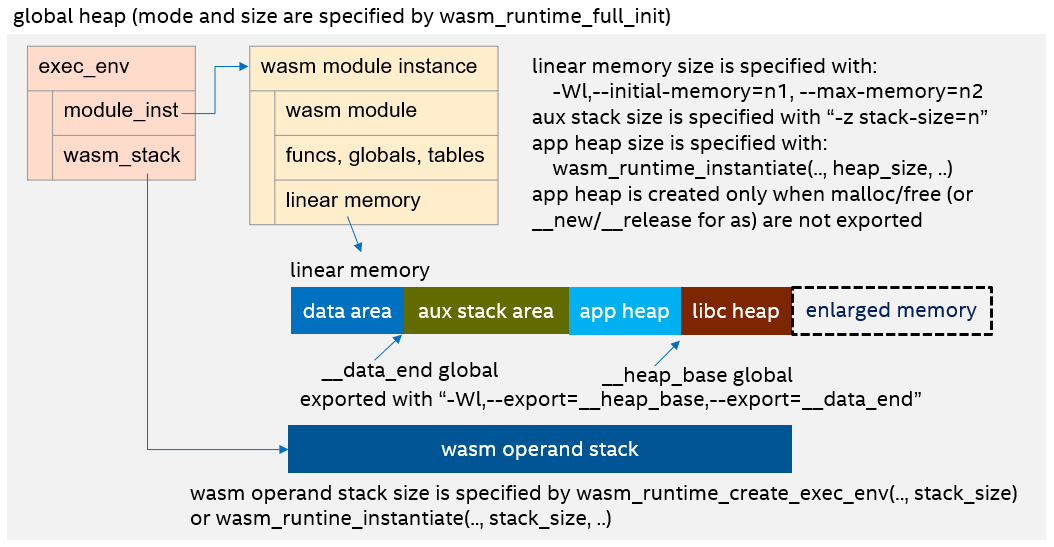 global heap (mode and size are specified by wasm_runtime_full_init)
exec_env
module_inst
wasm_stack
wasm module instance
wasm module
funcs, globals, tables
linear memory
linear memory size is specified with:
-Wl,--initial-memory=n1, --max-memory=n2
aux stack size is specified with “-z stack-size=n”
app heap size is specified with:
wasm_runtime_instantiate(.., heap_size, ..)
app heap is created only when malloc/free (or
__new/__release for as) are not exported
linear memory
data area
aux stack area
app heap
libc heap
enlarged memory
__data_end global
__heap_base global
exported with “-Wl,--export=__heap_base,--export=__data_end”
wasm operand stack
wasm operand stack size is specified by wasm_runtime_create_exec_env(.., stack_size)
or wasm_runtine_instantiate(.., stack_size, ..)